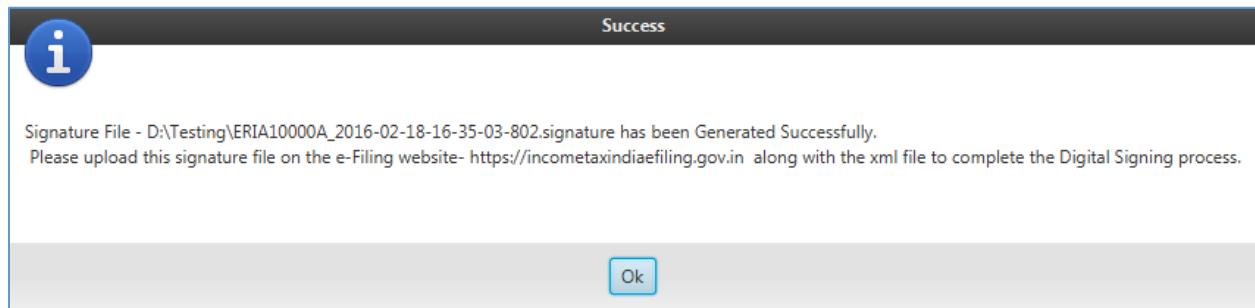 Success
Signature File - D:\Testing\ERIA10000A_2016-02-18-16-35-03-802.signature has been Generated Successfully.
Please upload this signature file on the e-Filing website- https://incometaxindiaefiling.gov.in along with the xml file to complete the Digital Signing process.
Ok